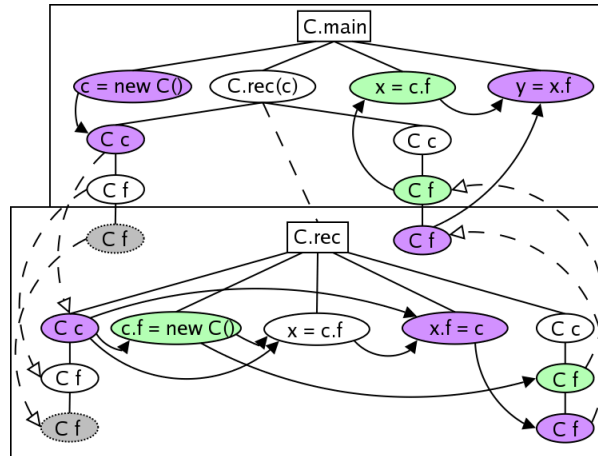 C.main
c = new C()
C.rec(c)
x = c.f
y = x.f
C c
C c
C f
C f
C f
C f
C.rec
C c
c.f = new C()
x = c.f
x.f = c
C c
C f
C f
C f
C f